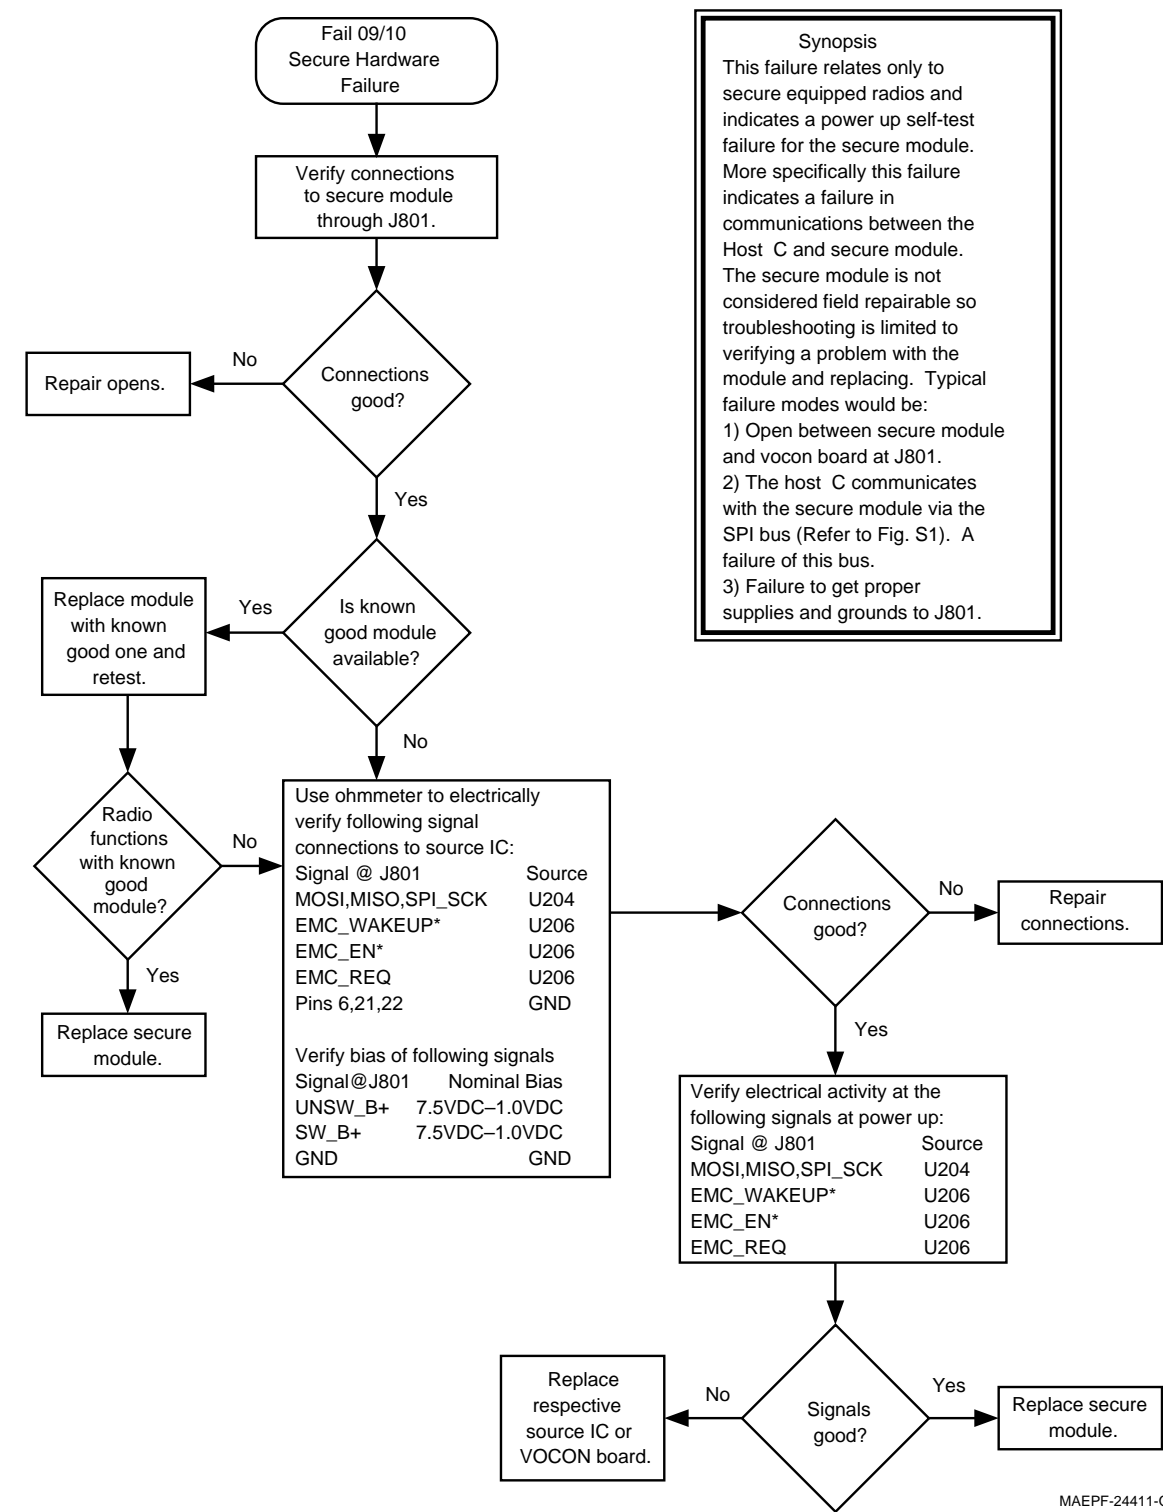 Fail 09/10
Secure Hardware
Failure
Synopsis
This failure relates only to
secure equipped radios and
indicates a power up self-test
failure for the secure module.
More specifically this failure
indicates a failure in
communications between the
Host  C and secure module.
The secure module is not
considered field repairable so
troubleshooting is limited to
verifying a problem with the
module and replacing.  Typical
failure modes would be:
1) Open between secure module
and vocon board at J801.
2) The host  C communicates
with the secure module via the
SPI bus (Refer to Fig. S1).  A
failure of this bus.
3) Failure to get proper
supplies and grounds to J801.
Verify connections
to secure module
through J801.
Connections
good?
No
Repair opens.
Yes
Is known
good module
available?
Yes
Replace module
with known
good one and
retest.
No
Radio
functions
with known
good
module?
No
Yes
Replace secure
module.
Use ohmmeter to electrically
verify following signal
connections to source IC:
Signal @ J801 Source
MOSI,MISO,SPI_SCK U204
EMC_WAKEUP* U206
EMC_EN* U206
EMC_REQ U206
Pins 6,21,22 GND
Verify bias of following signals
Signal@J801 Nominal Bias
UNSW_B+ 7.5VDC–1.0VDC
SW_B+ 7.5VDC–1.0VDC
GND GND
Connections
good?
No
Repair
connections.
Yes
Verify electrical activity at the
following signals at power up:
Signal @ J801 Source
MOSI,MISO,SPI_SCK U204
EMC_WAKEUP* U206
EMC_EN* U206
EMC_REQ U206
Signals
good?
No
Replace
respective
source IC or
VOCON board.
Yes
Replace secure
module.